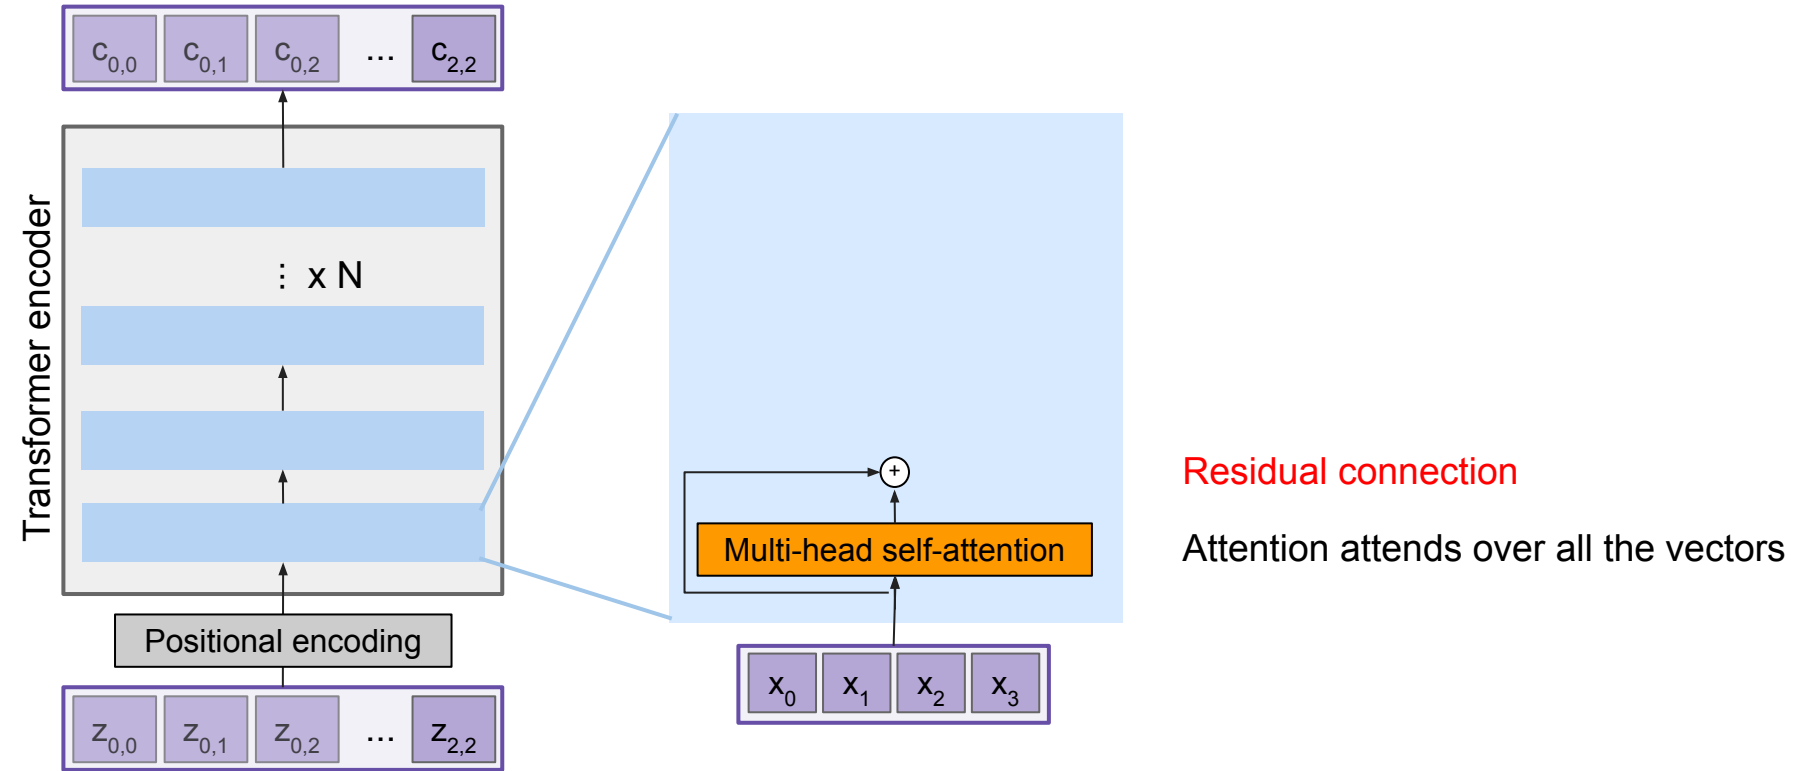 c0,0 c0,1 c0,2 ... c2,2
Transformer encoder
⋮ x N
Positional encoding
z0,0 z0,1 z0,2 ... z2,2
+
Multi-head self-attention
x0 x1 x2 x3
Residual connection
Attention attends over all the vectors